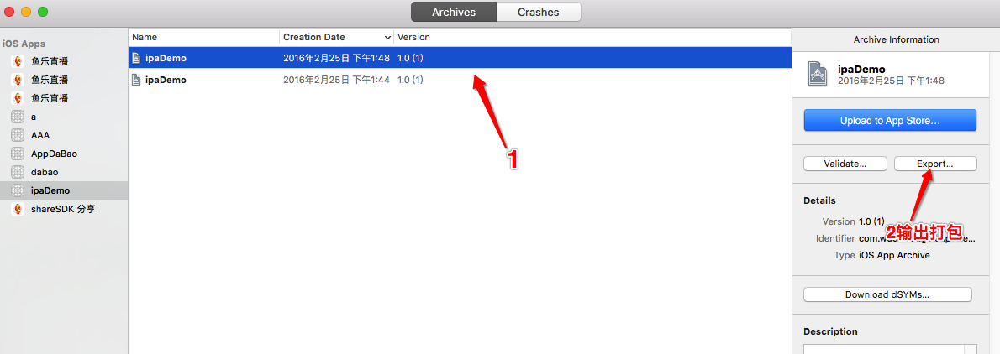 Archives
Crashes
iOS Apps
鱼乐直播
鱼乐直播
鱼乐直播
a
AAA
AppDaBao
dabao
ipaDemo
shareSDK 分享
Name Creation Date Version
ipaDemo 2016年2月25日 下午1:48 1.0 (1)
ipaDemo 2016年2月25日 下午1:44 1.0 (1)
1
Archive Information
ipaDemo
2016年2月25日 下午1:48
Upload to App Store...
Validate... Export...
Details
Version 1.0 (1)
2输出打包
Identifier
Type iOS App Archive
Download dSYMs...
Description